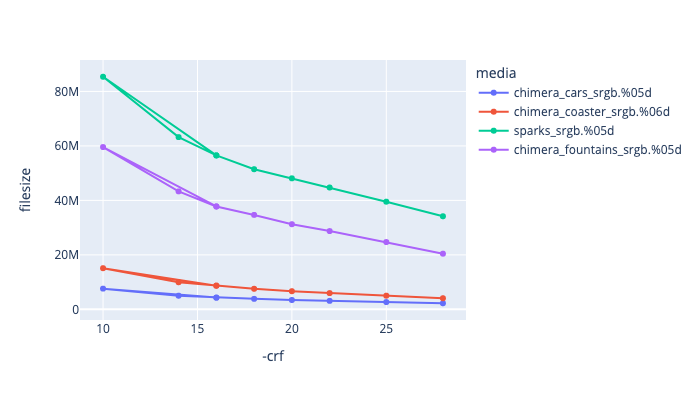 media
chimera_cars_srgb.%05d
chimera_coaster_srgb.%06d
sparks_srgb.%05d
chimera_fountains_srgb.%05d
80M
60M
40M
20M
0
filesize
10
15
20
25
-crf